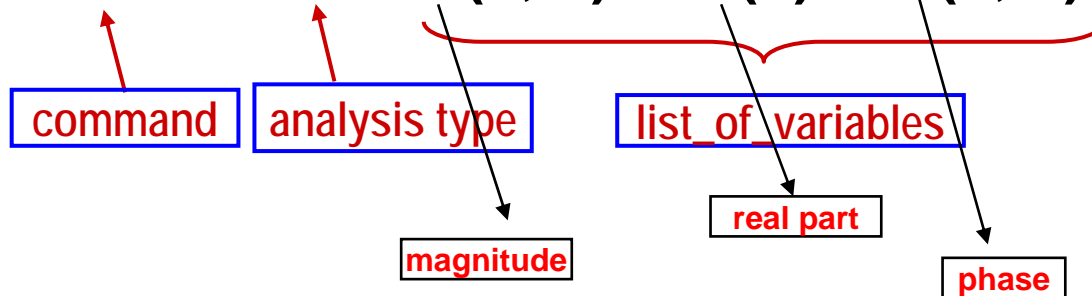 command analysis type list_of_variables
real part
magnitude
phase